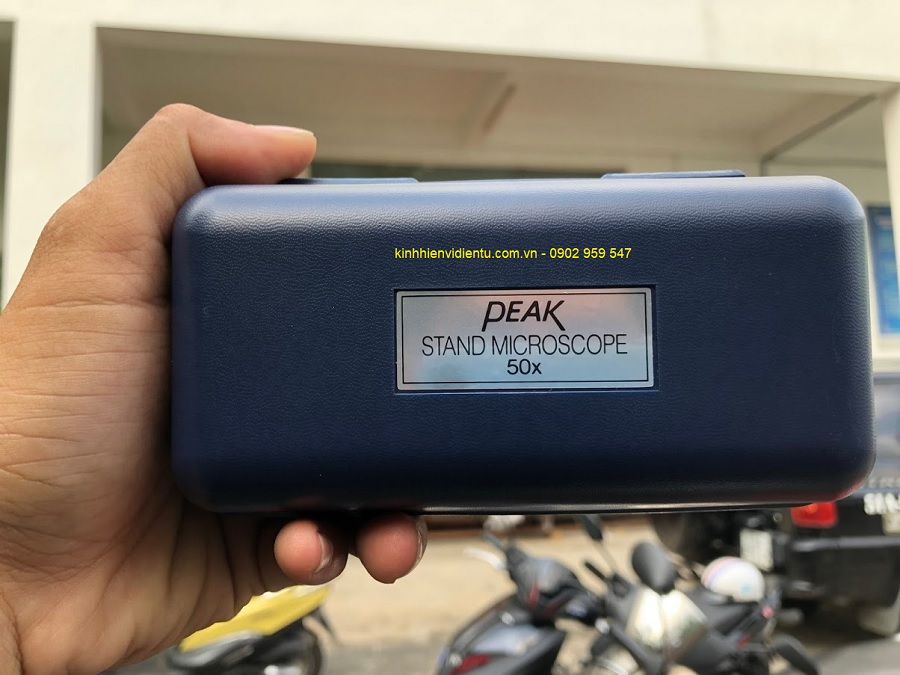 kinhhienvidientu.com.vn - 0902 959 547
PEAK
STAND MICROSCOPE
50x